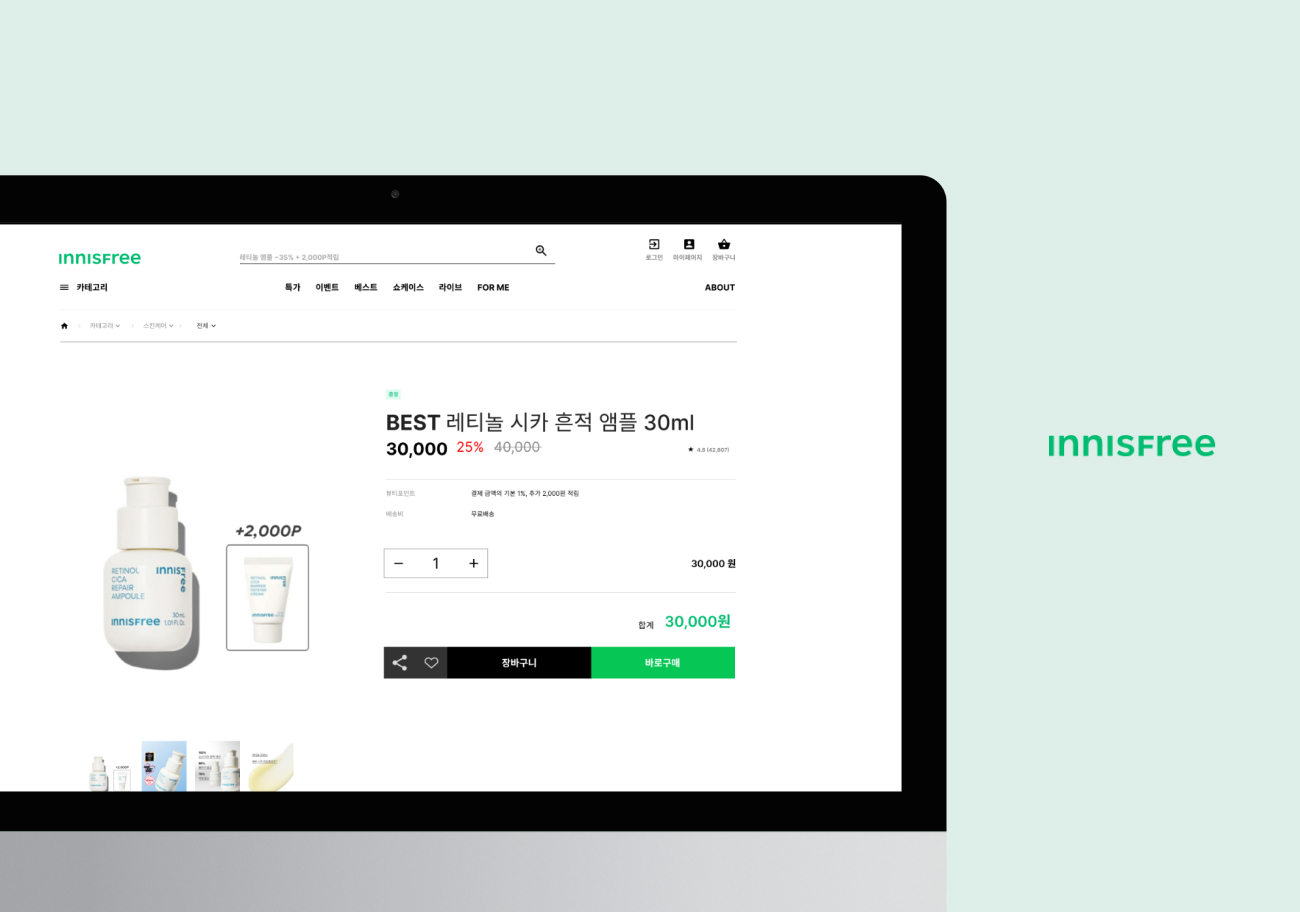 INNISFree
레티놀 앰플 ~35% + 2,000P적립
로그인 마이페이지 장바구니
카테고리 특가 이벤트 베스트 쇼케이스 라이브 FOR ME ABOUT
카테고리 스킨케어 전체
증정
BEST 레티놀 시카 흔적 앰플 30ml
30,000 25% 40,000
★ 4.8 (42,807)
뷰티포인트 결제 금액의 기본 1%, 추가 2,000원 적립
배송비 무료배송
− 1 + 30,000 원
합계 30,000원
장바구니 바로구매
+2,000P
RETINOL
CICA
REPAIR
AMPOULE
INNISFree
30mL
INNISFree 1.01 FL.Oz.
RETINOL
CICA
INNISFree
+2,000P
INNISFree